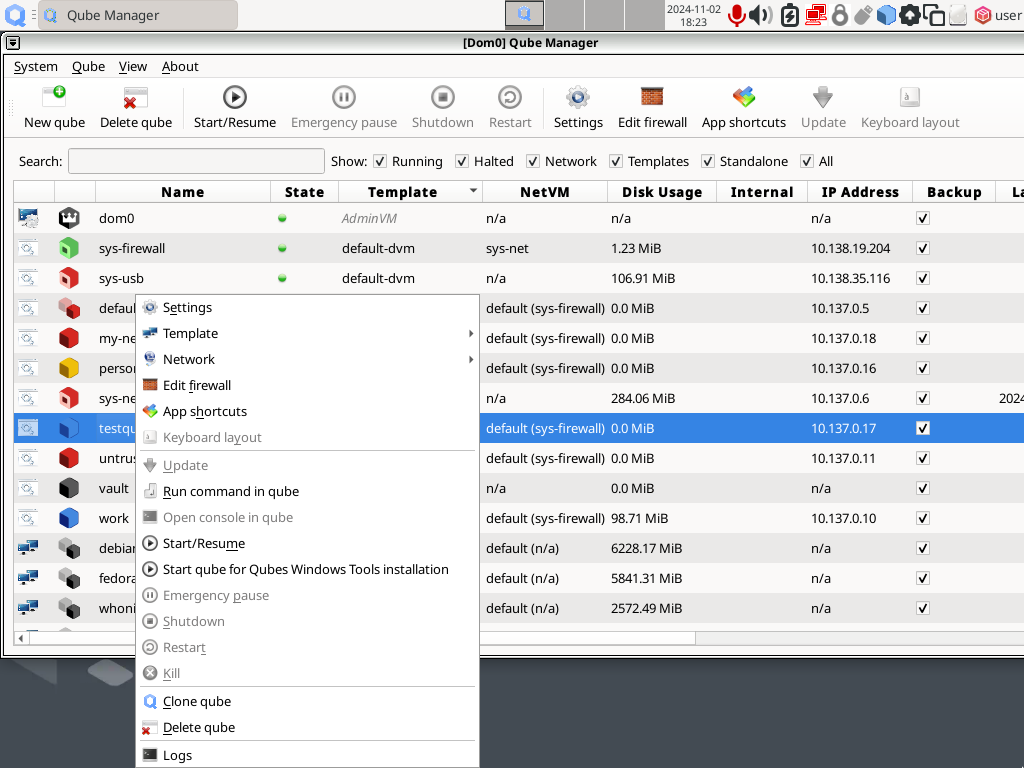 Qube Manager
2024-11-02
18:23
user
[Dom0] Qube Manager
System Qube View About
New qube Delete qube Start/Resume Emergency pause Shutdown Restart Settings Edit firewall App shortcuts Update Keyboard layout
Search: Show: Running Halted Network Templates Standalone All
Name State Template NetVM Disk Usage Internal IP Address Backup La
dom0 AdminVM n/a n/a n/a
sys-firewall default-dvm sys-net 1.23 MiB 10.138.19.204
sys-usb default-dvm n/a 106.91 MiB 10.138.35.116
defau default (sys-firewall) 0.0 MiB 10.137.0.5
my-ne default (sys-firewall) 0.0 MiB 10.137.0.18
person default (sys-firewall) 0.0 MiB 10.137.0.16
sys-ne n/a 284.06 MiB 10.137.0.6 2024
testqu default (sys-firewall) 0.0 MiB 10.137.0.17
untrus default (sys-firewall) 0.0 MiB 10.137.0.11
vault n/a 0.0 MiB n/a
work default (sys-firewall) 98.71 MiB 10.137.0.10
debian default (n/a) 6228.17 MiB n/a
fedora default (n/a) 5841.31 MiB n/a
whoni default (n/a) 2572.49 MiB n/a
Settings
Template
Network
Edit firewall
App shortcuts
Keyboard layout
Update
Run command in qube
Open console in qube
Start/Resume
Start qube for Qubes Windows Tools installation
Emergency pause
Shutdown
Restart
Kill
Clone qube
Delete qube
Logs